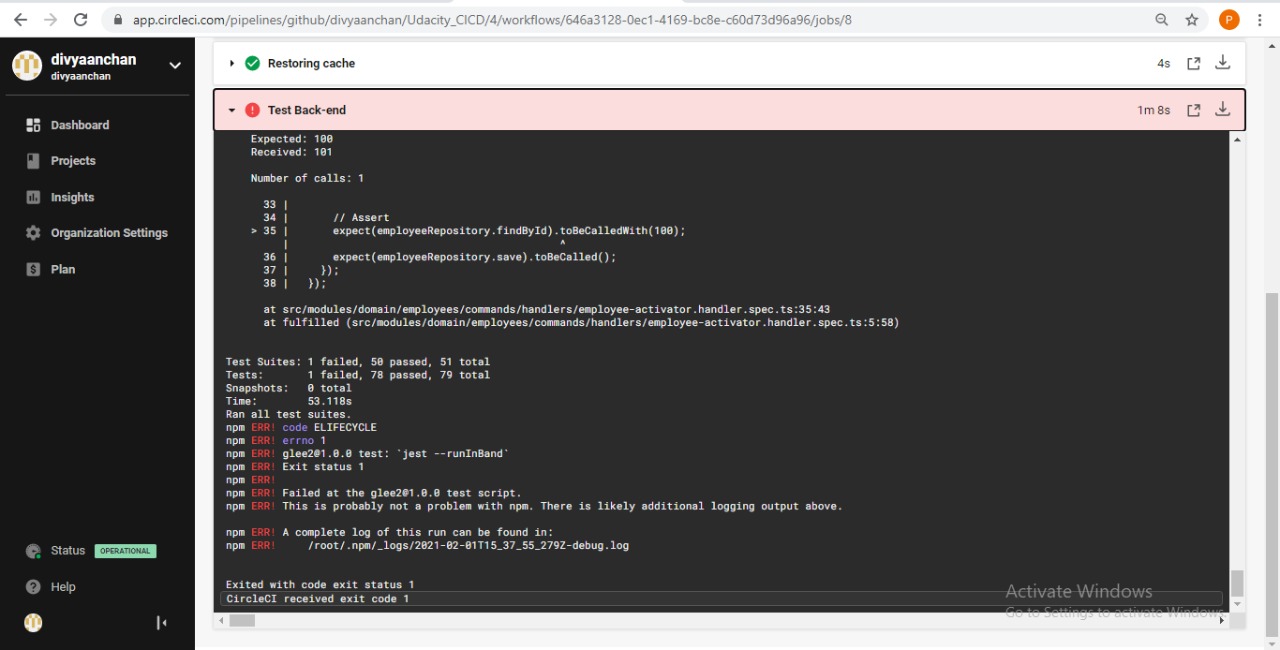 app.circleci.com/pipelines/github/divyaanchan/Udacity_CICD/4/workflows/646a3128-0ec1-4169-bc8e-c60d73d96a96/jobs/8
P
divyaanchan
divyaanchan
Dashboard
Projects
Insights
Organization Settings
$ Plan
Status OPERATIONAL
? Help
Restoring cache 4s
! Test Back-end 1m 8s
Expected: 100
Received: 101
Number of calls: 1
33 |
34 | // Assert
> 35 | expect(employeeRepository.findById).toBeCalledWith(100);
| ^
36 | expect(employeeRepository.save).toBeCalled();
37 | });
38 | });
at src/modules/domain/employees/commands/handlers/employee-activator.handler.spec.ts:35:43
at fulfilled (src/modules/domain/employees/commands/handlers/employee-activator.handler.spec.ts:5:58)
Test Suites: 1 failed, 50 passed, 51 total
Tests: 1 failed, 78 passed, 79 total
Snapshots: 0 total
Time: 53.118s
Ran all test suites.
npm ERR! code ELIFECYCLE
npm ERR! errno 1
npm ERR! glee2@1.0.0 test: `jest --runInBand`
npm ERR! Exit status 1
npm ERR!
npm ERR! Failed at the glee2@1.0.0 test script.
npm ERR! This is probably not a problem with npm. There is likely additional logging output above.
npm ERR! A complete log of this run can be found in:
npm ERR! /root/.npm/_logs/2021-02-01T15_37_55_279Z-debug.log
Exited with code exit status 1
CircleCI received exit code 1
Activate Windows
Go to Settings to activate Windows.